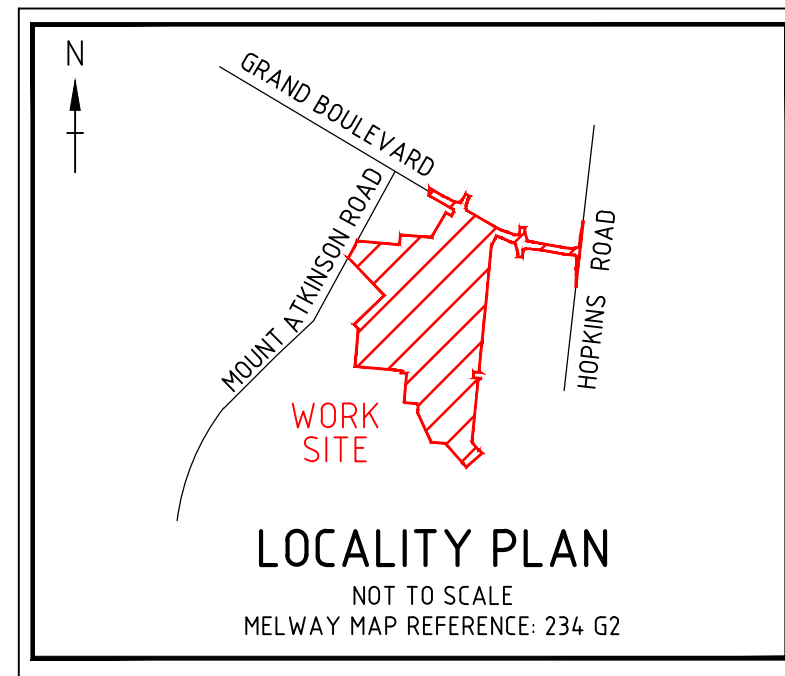 N
GRAND BOULEVARD
MOUNT ATKINSON ROAD
HOPKINS ROAD
WORK
SITE
LOCALITY PLAN
NOT TO SCALE
MELWAY MAP REFERENCE: 234 G2